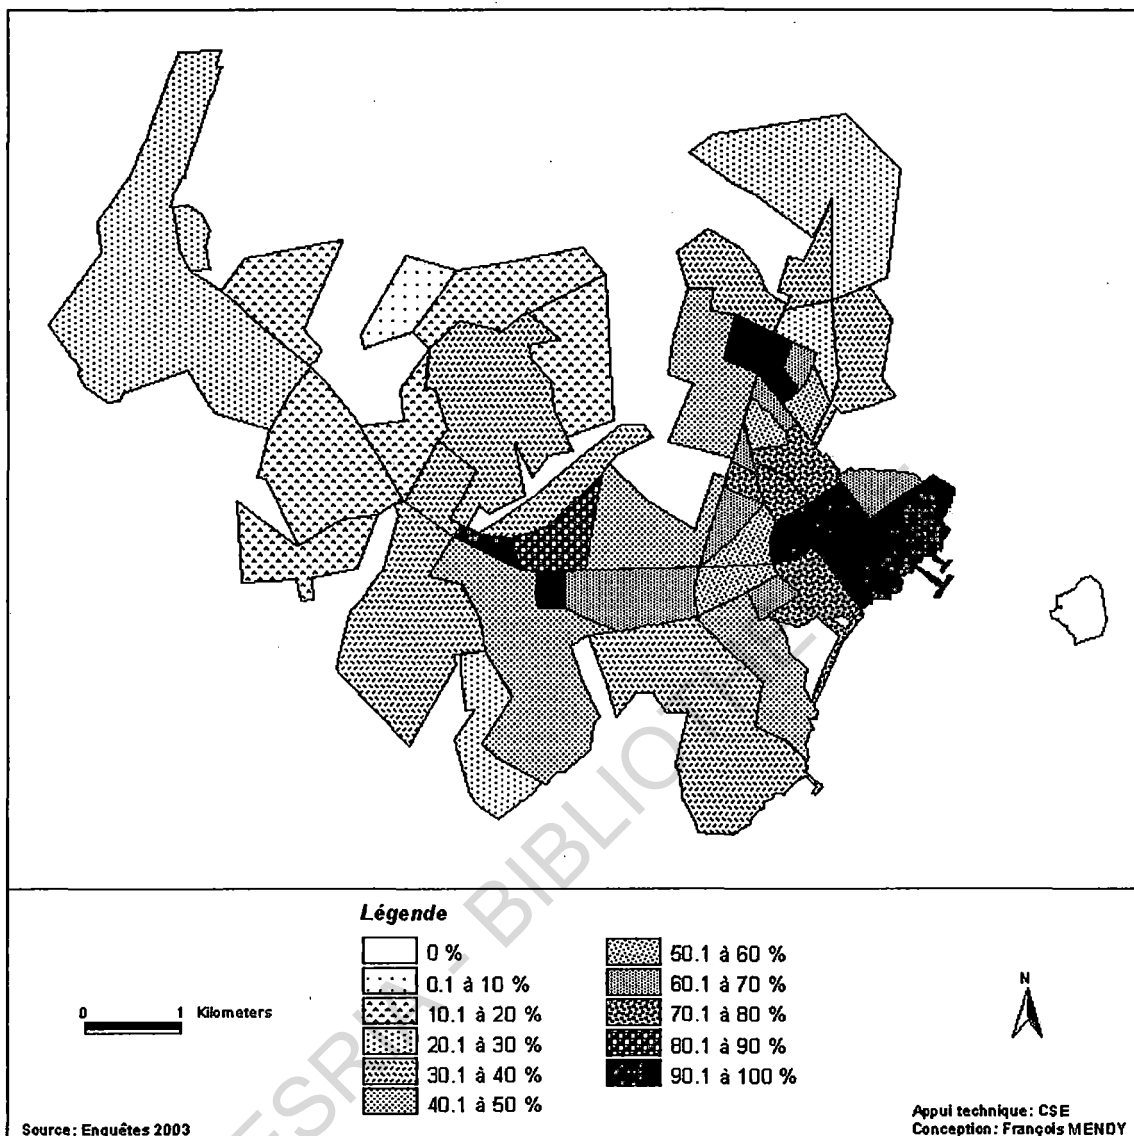 Légende
0 %
0.1 à 10 %
10.1 à 20 %
20.1 à 30 %
30.1 à 40 %
40.1 à 50 %
50.1 à 60 %
60.1 à 70 %
70.1 à 80 %
80.1 à 90 %
90.1 à 100 %
0 1 Kilometers
N
Source: Enquêtes 2003
Appui technique: CSE
Conception: François MENDY